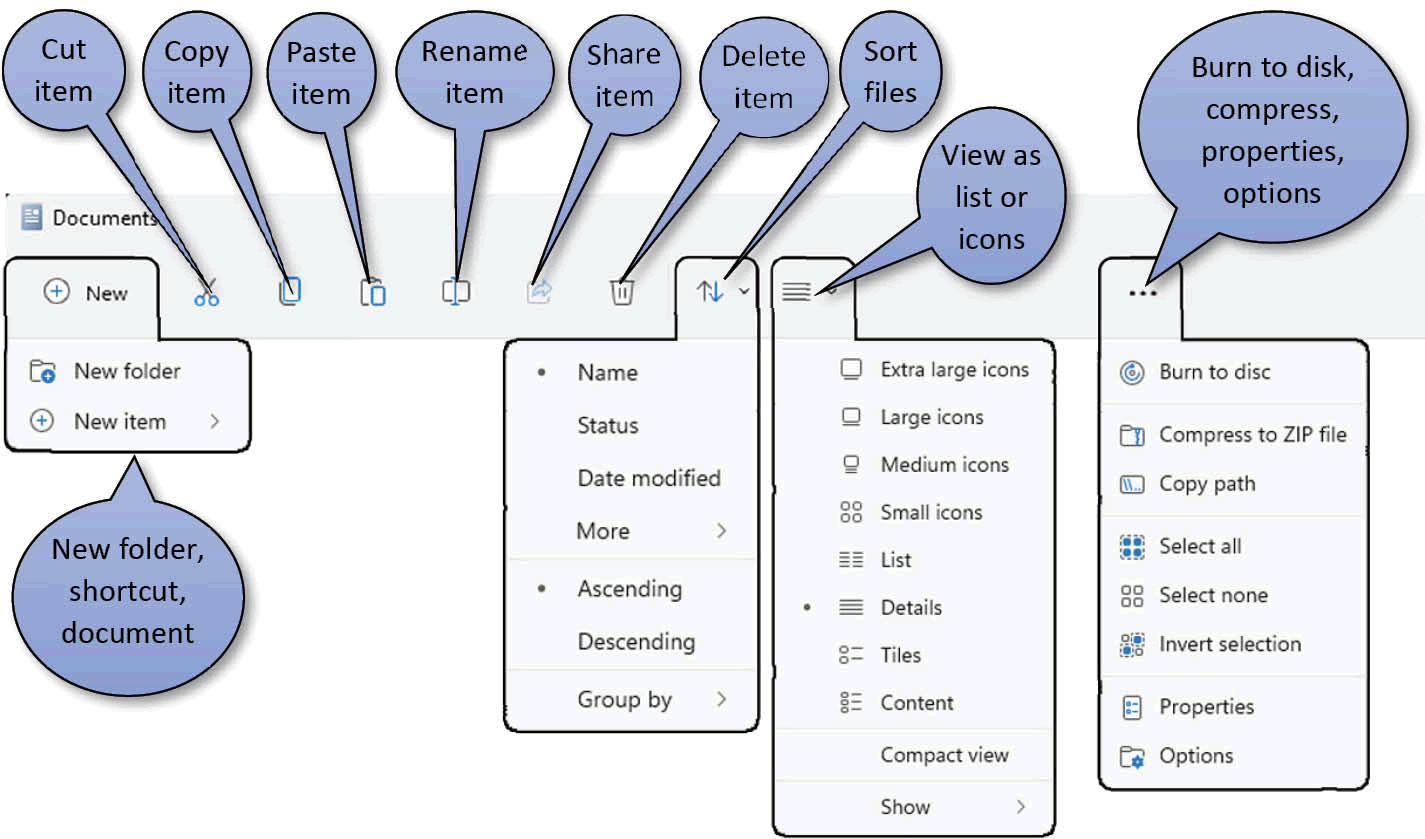 Cut
item
Copy
item
Paste
item
Rename
item
Share
item
Delete
item
Sort
files
View as
list or
icons
Burn to disk,
compress,
properties,
options
Documents
New
New folder
New item
New folder,
shortcut,
document
Name
Status
Date modified
More
Ascending
Descending
Group by
Extra large icons
Large icons
Medium icons
Small icons
List
Details
Tiles
Content
Compact view
Show
Burn to disc
Compress to ZIP file
Copy path
Select all
Select none
Invert selection
Properties
Options